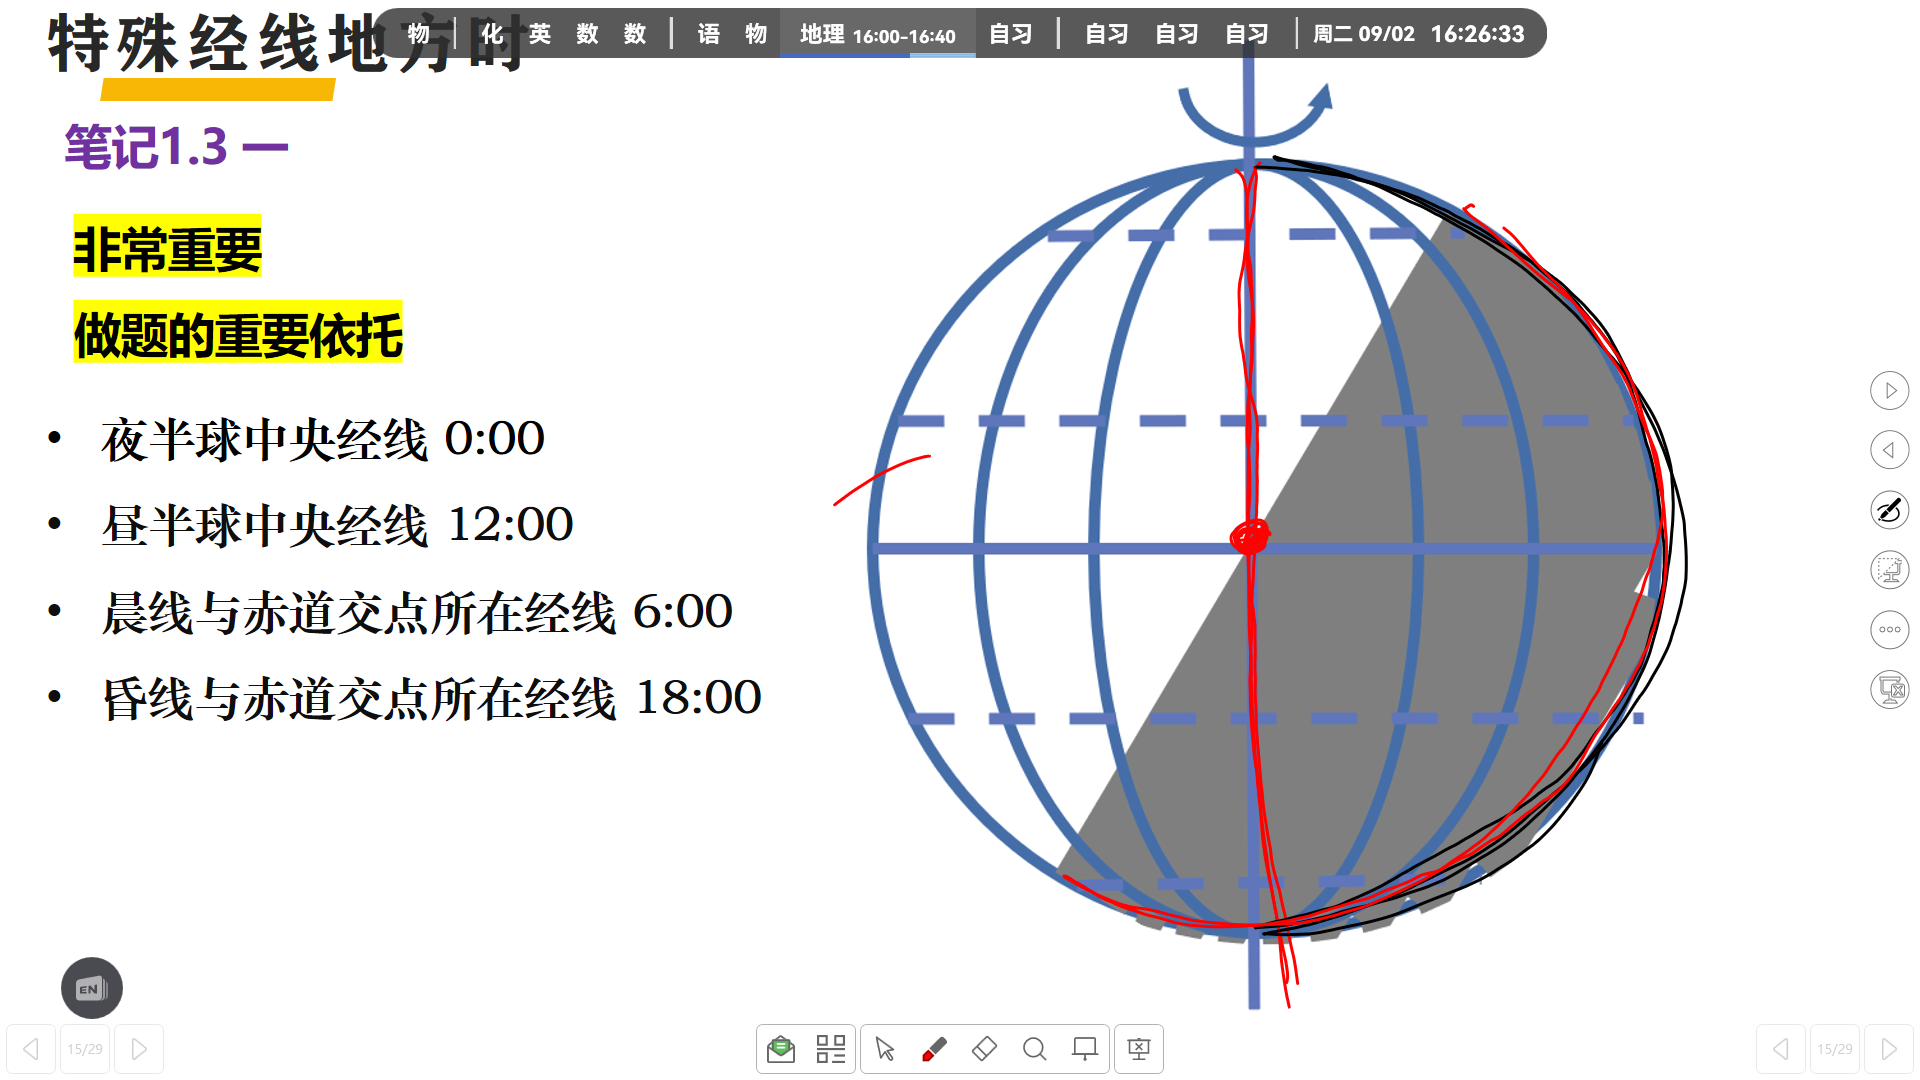 特殊经线地方时
物 | 化 英 数 数 | 语 物 地理 16:00-16:40 自习 | 自习 自习 自习 | 周二 09/02 16:26:33
笔记1.3 一
非常重要
做题的重要依托
• 夜半球中央经线 0:00
• 昼半球中央经线 12:00
• 晨线与赤道交点所在经线 6:00
• 昏线与赤道交点所在经线 18:00
EN
15/29
15/29